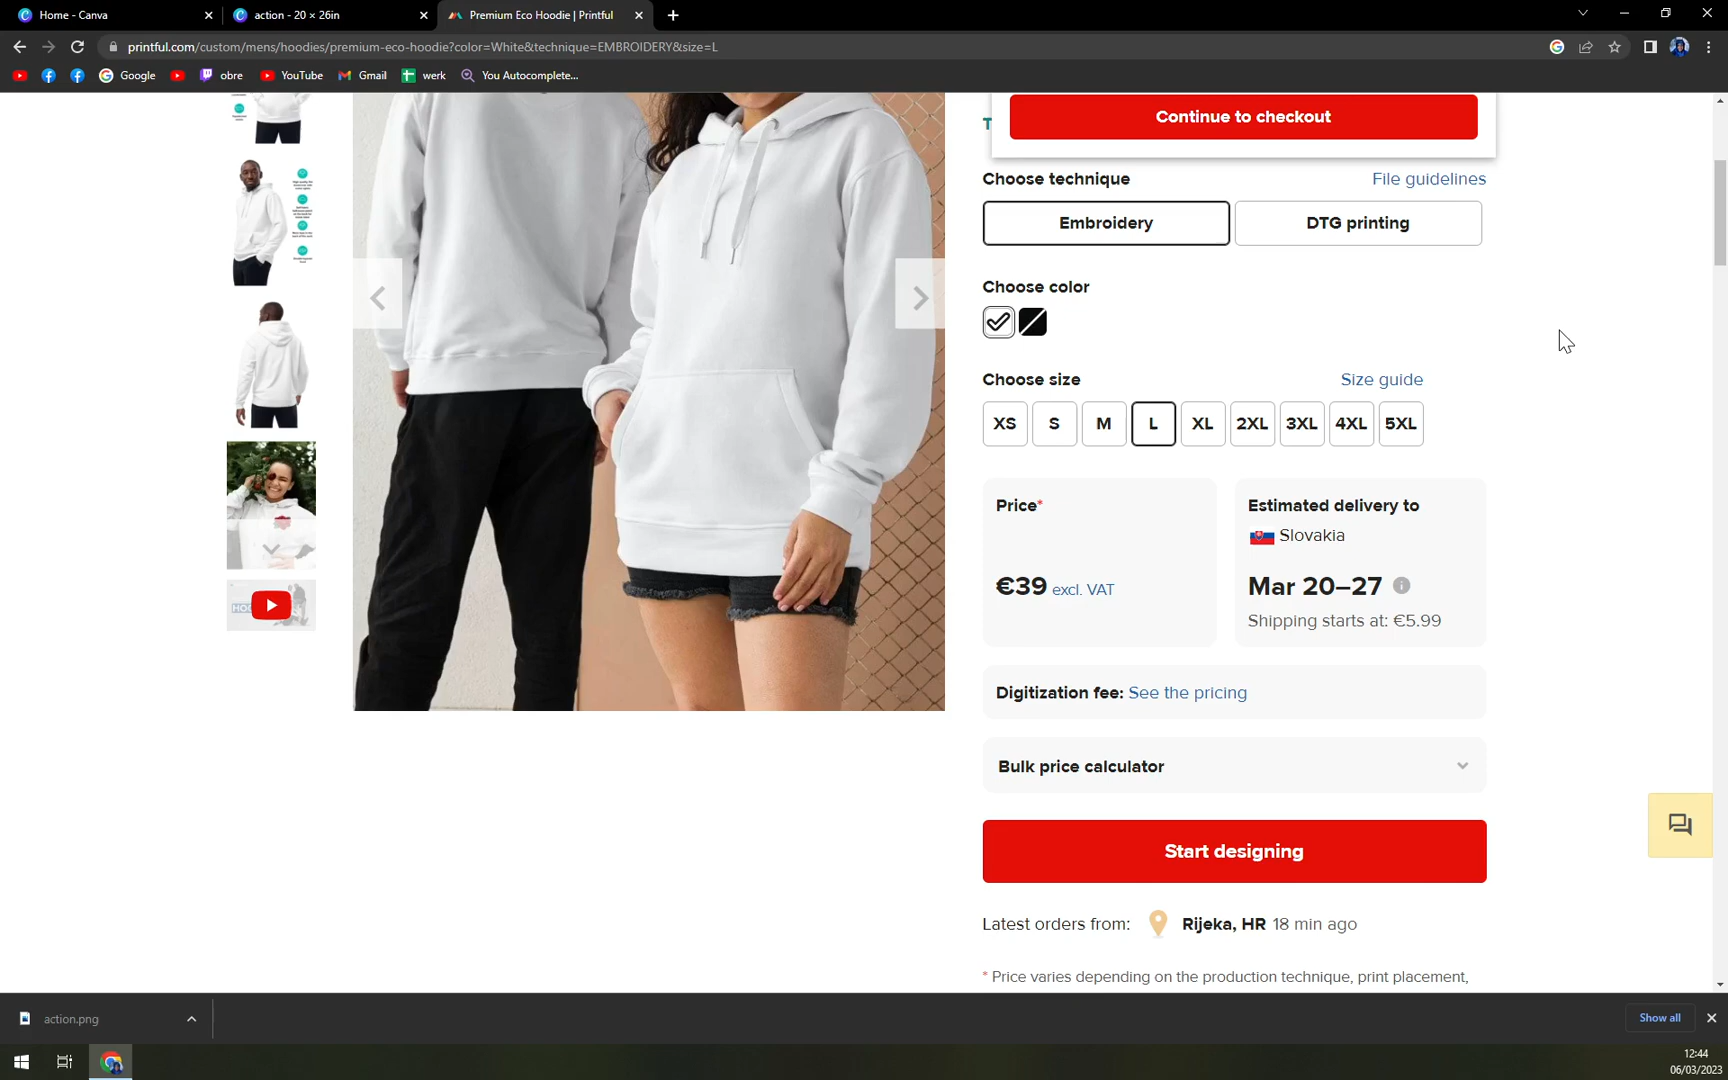 Home - Canva
action - 20 × 26in
Premium Eco Hoodie | Printful
printful.com/custom/mens/hoodies/premium-eco-hoodie?color=White&technique=EMBROIDERY&size=L
Google
obre
YouTube
Gmail
werk
You Autocomplete...
Continue to checkout
T
Choose technique
File guidelines
Embroidery
DTG printing
Choose color
Choose size
Size guide
XS S M L XL 2XL 3XL 4XL 5XL
Price*
€39 excl. VAT
Estimated delivery to
Slovakia
Mar 20–27
Shipping starts at: €5.99
Digitization fee: See the pricing
Bulk price calculator
Start designing
Latest orders from: Rijeka, HR 18 min ago
* Price varies depending on the production technique, print placement,
action.png
Show all
12:44
06/03/2023